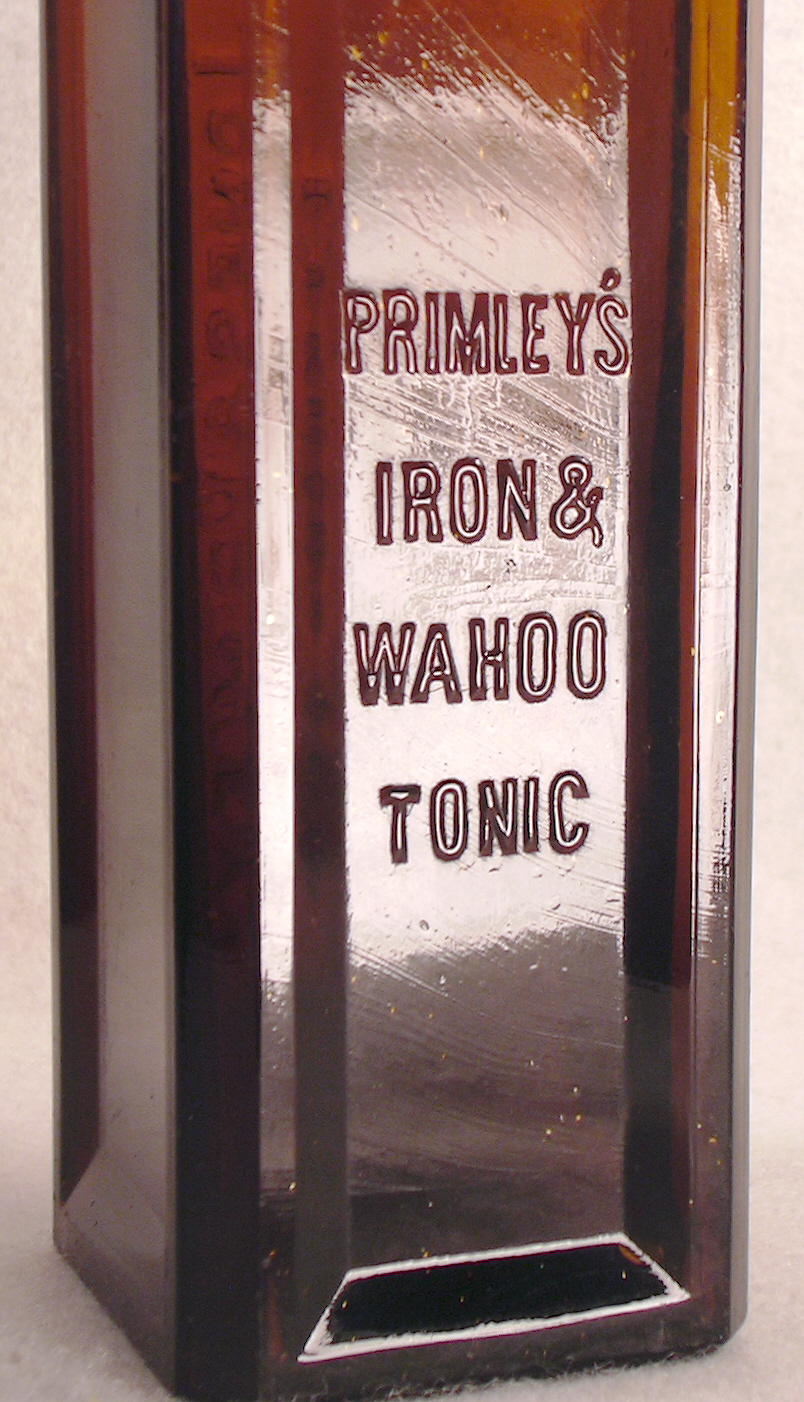 PRIMLEY'S
IRON &
WAHOO
TONIC